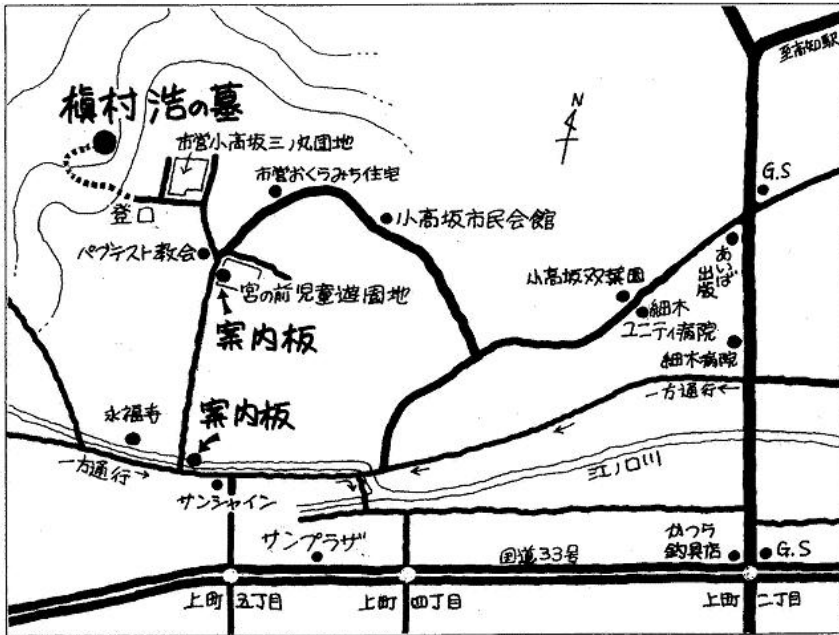 至高知駅
槇村浩の墓
N
市営小高坂三ノ丸団地
G.S
市営おくらみち住宅
登口
小高坂市民会館
バプテスト教会
あいば
出版
小高坂双葉園
宮の前児童遊園地
細木
ユニティ病院
案内板
細木病院
一方通行←
永福寺
案内板
一方通行→
江ノ口川
サンシャイン
サンプラザ
国道33号
かつら
釣具店
G.S
上町五丁目
上町四丁目
上町二丁目